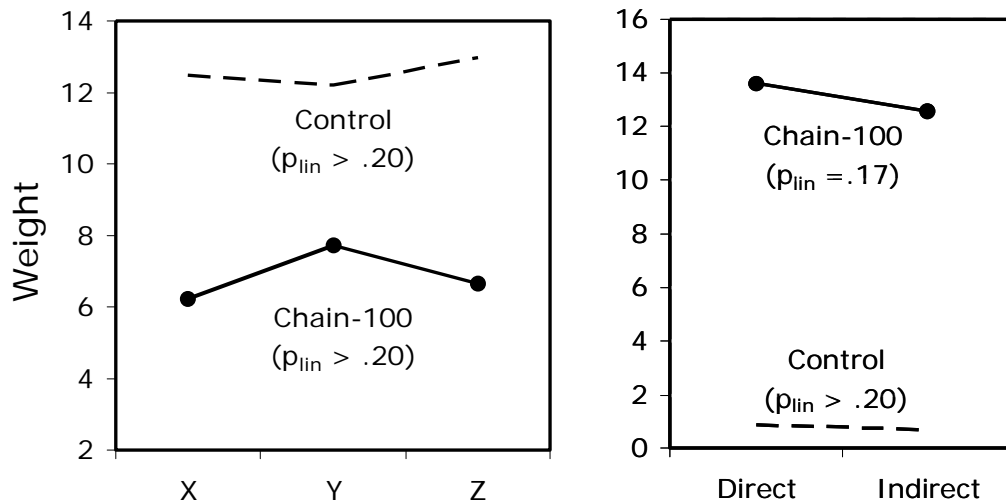 Weight
14
12
10
8
6
4
2
Control
(p_lin > .20)
Chain-100
(p_lin > .20)
X Y Z
16
14
12
10
8
6
4
2
0
Chain-100
(p_lin =.17)
Control
(p_lin > .20)
Direct Indirect